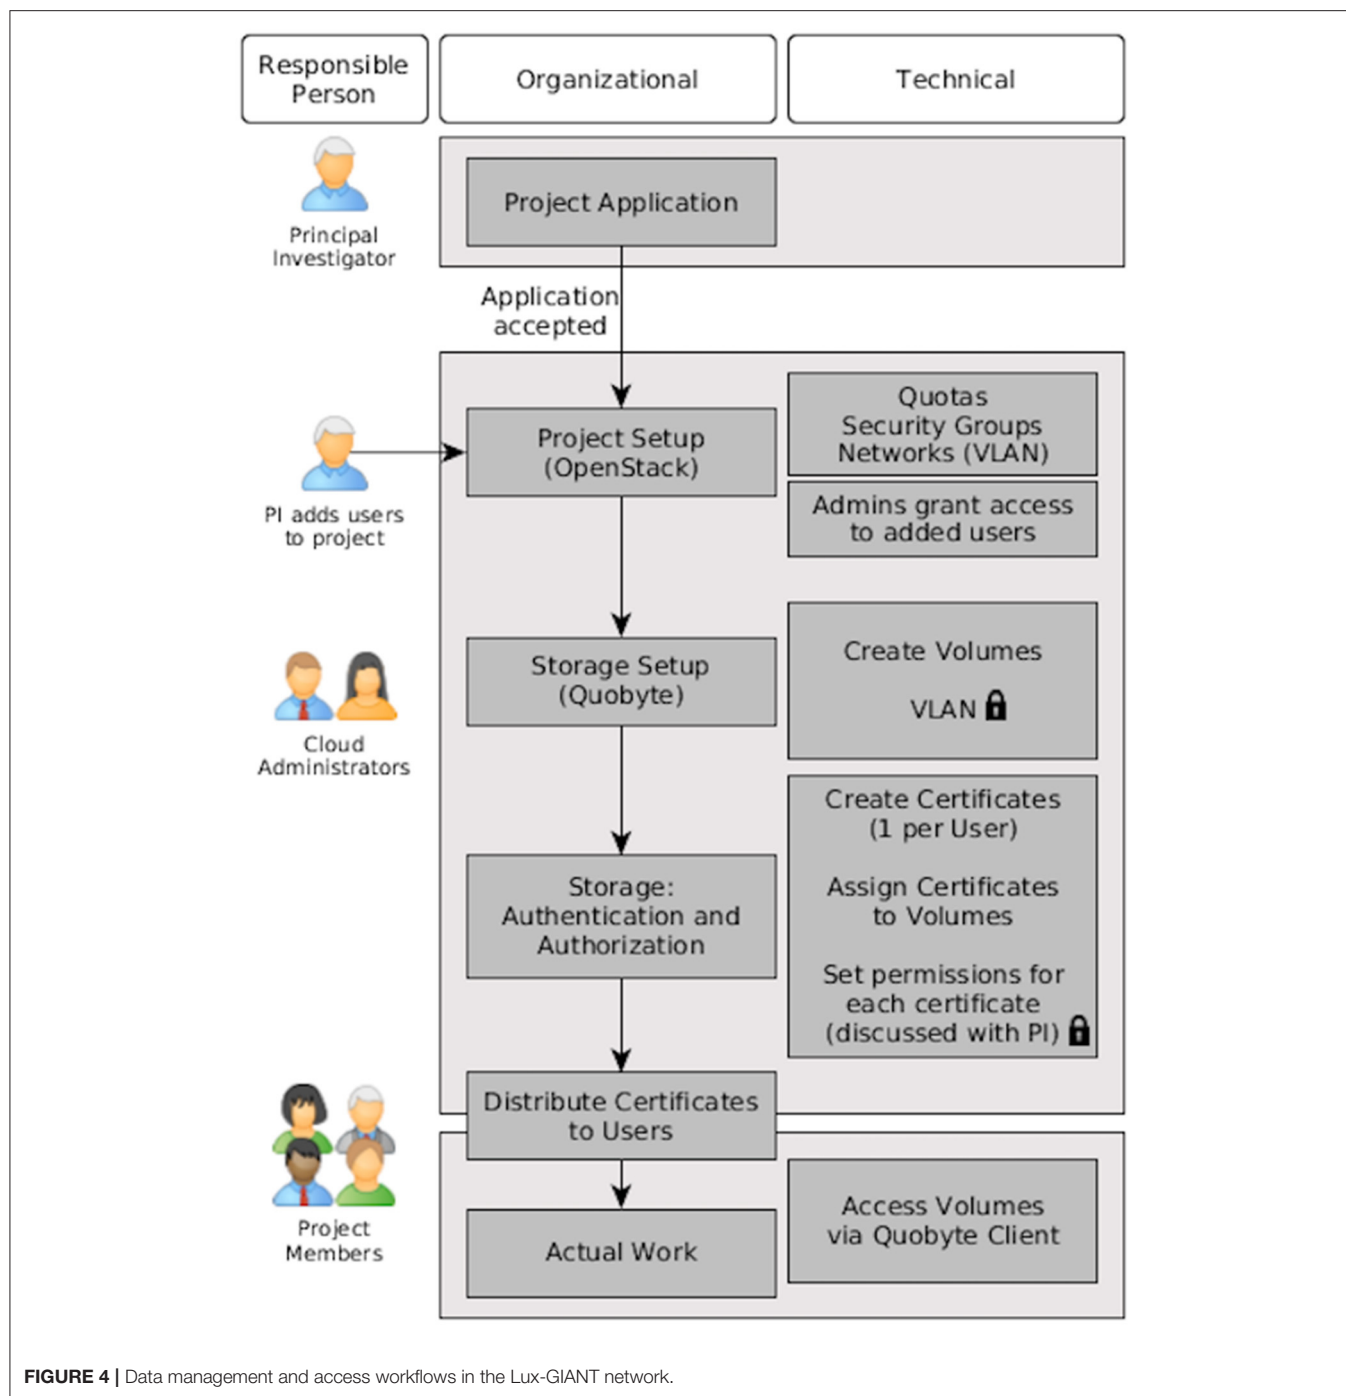 Responsible
Person
Organizational
Technical
Project Application
Principal
Investigator
Application
accepted
Quotas
Security Groups
Networks (VLAN)
Project Setup
(OpenStack)
PI adds users
to project
Admins grant access
to added users
Create Volumes
VLAN
Storage Setup
(Quobyte)
Cloud
Administrators
Create Certificates
(1 per User)
Assign Certificates
to Volumes
Set permissions for
each certificate
(discussed with PI)
Storage:
Authentication and
Authorization
Distribute Certificates
to Users
Project
Members
Actual Work
Access Volumes
via Quobyte Client
FIGURE 4 | Data management and access workflows in the Lux-GIANT network.